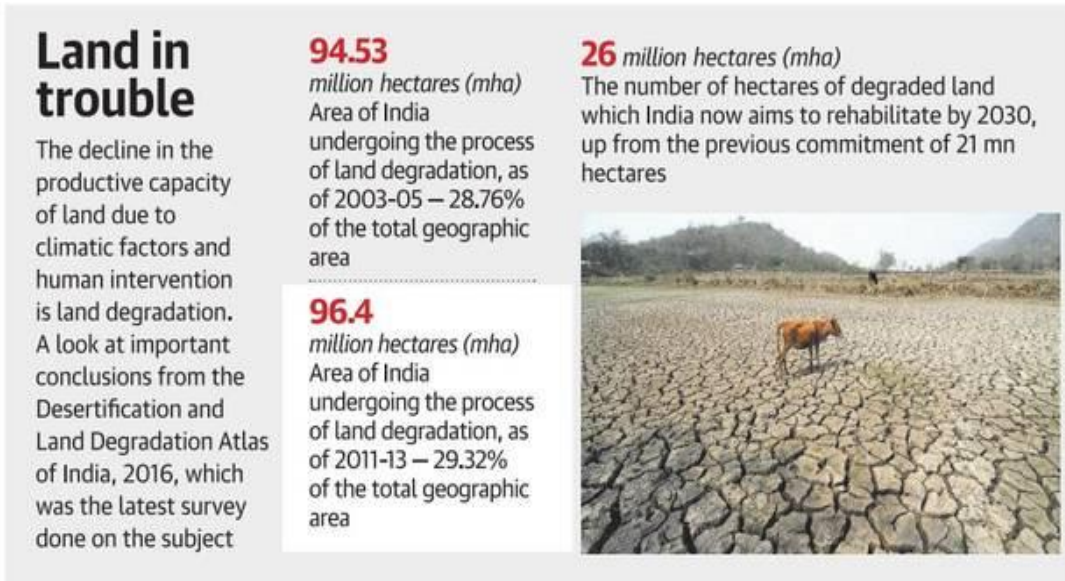 Land in
trouble
The decline in the
productive capacity
of land due to
climatic factors and
human intervention
is land degradation.
A look at important
conclusions from the
Desertification and
Land Degradation Atlas
of India, 2016, which
was the latest survey
done on the subject
94.53
million hectares (mha)
Area of India
undergoing the process
of land degradation, as
of 2003-05 – 28.76%
of the total geographic
area
96.4
million hectares (mha)
Area of India
undergoing the process
of land degradation, as
of 2011-13 – 29.32%
of the total geographic
area
26 million hectares (mha)
The number of hectares of degraded land
which India now aims to rehabilitate by 2030,
up from the previous commitment of 21 mn
hectares